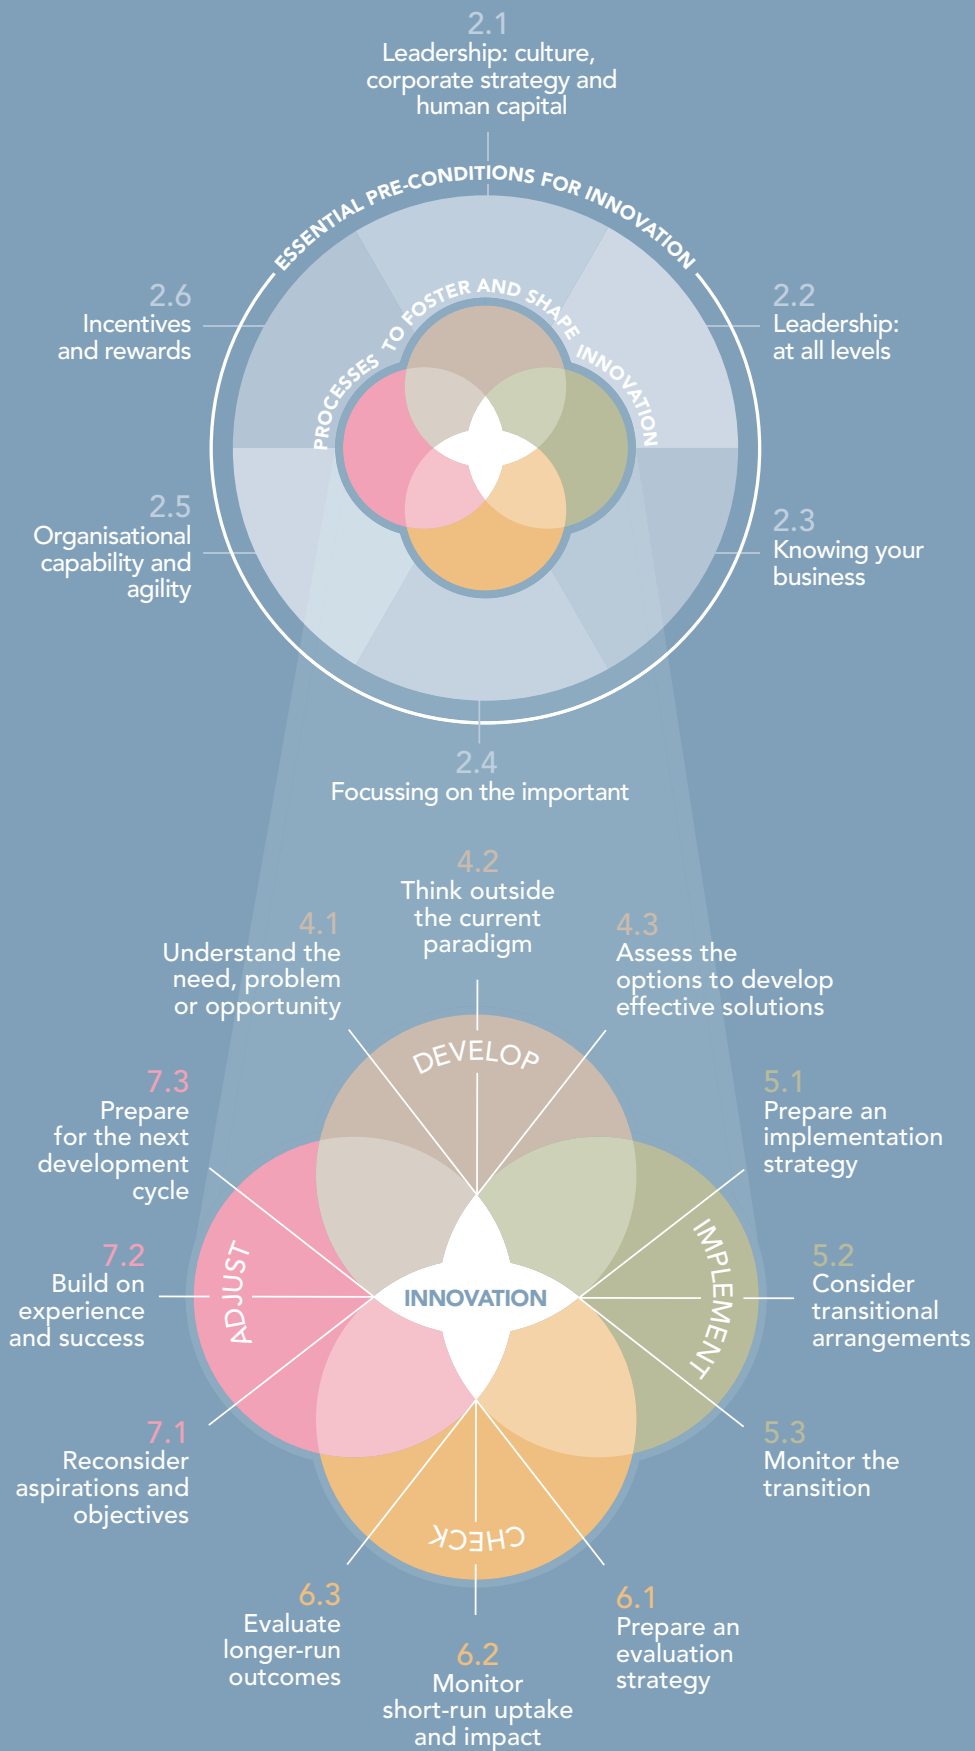 2.1
Leadership: culture,
corporate strategy and
human capital
ESSENTIAL PRE-CONDITIONS FOR INNOVATION
PROCESSES TO FOSTER AND SHAPE INNOVATION
2.6
Incentives
and rewards
2.2
Leadership:
at all levels
2.5
Organisational
capability and
agility
2.3
Knowing your
business
2.4
Focussing on the important
4.2
Think outside
the current
paradigm
4.1
Understand the
need, problem
or opportunity
4.3
Assess the
options to develop
effective solutions
DEVELOP
7.3
Prepare
for the next
development
cycle
5.1
Prepare an
implementation
strategy
7.2
Build on
experience
and success
ADJUST
INNOVATION
IMPLEMENT
5.2
Consider
transitional
arrangements
7.1
Reconsider
aspirations and
objectives
5.3
Monitor the
transition
CHECK
6.3
Evaluate
longer-run
outcomes
6.2
Monitor
short-run uptake
and impact
6.1
Prepare an
evaluation
strategy